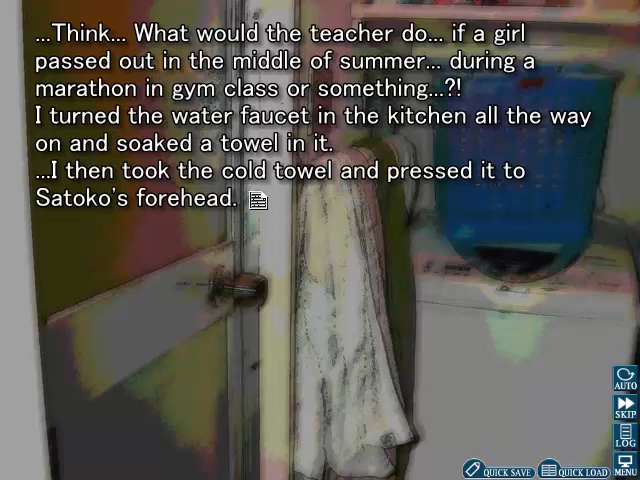 ...Think... What would the teacher do... if a girl
passed out in the middle of summer... during a
marathon in gym class or something...?!
I turned the water faucet in the kitchen all the way
on and soaked a towel in it.
...I then took the cold towel and pressed it to
Satoko's forehead.
AUTO
SKIP
LOG
MENU
QUICK SAVE
QUICK LOAD